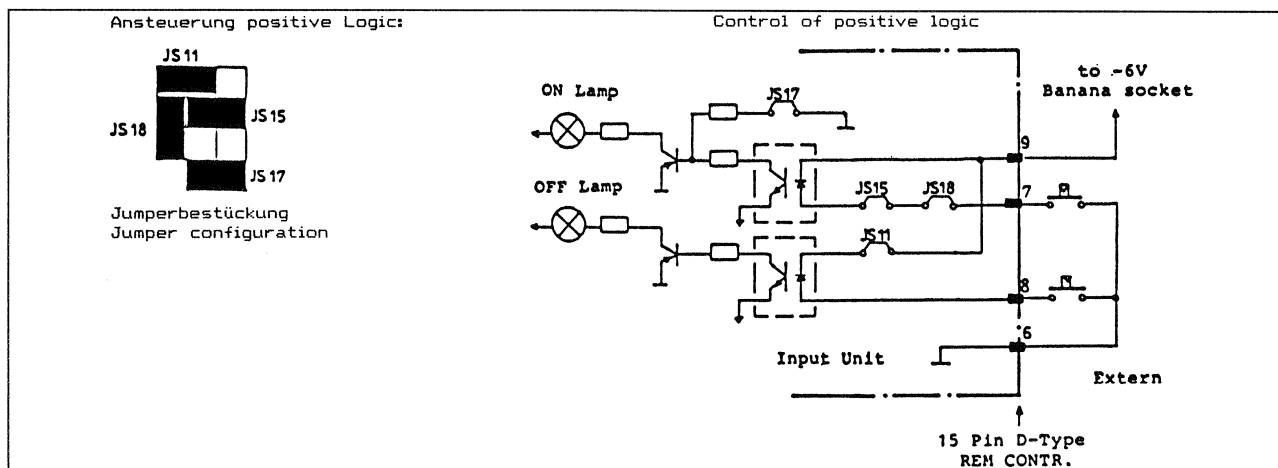 Ansteuerung positive Logic:
Control of positive logic
JS11
JS18
JS15
JS17
Jumperbestückung
Jumper configuration
ON Lamp
OFF Lamp
JS17
JS15
JS18
JS11
to -6V
Banana socket
9
7
8
6
Input Unit
Extern
15 Pin D-Type
REM CONTR.